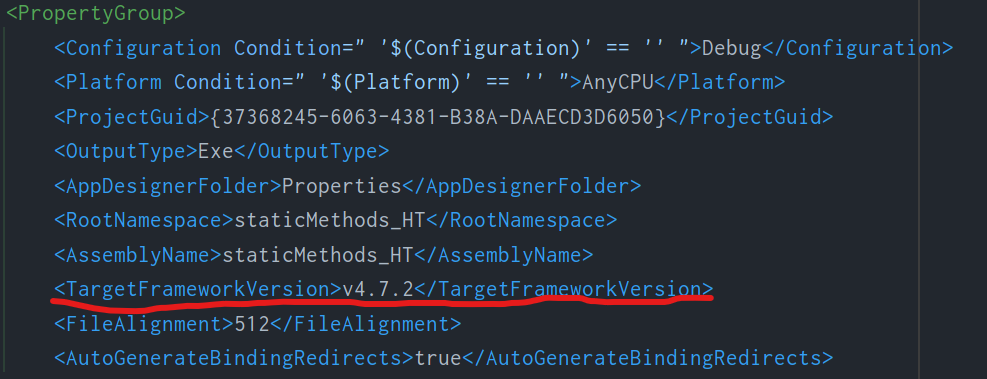 <PropertyGroup>
<Configuration Condition=" '$(Configuration)' == '' ">Debug</Configuration>
<Platform Condition=" '$(Platform)' == '' ">AnyCPU</Platform>
<ProjectGuid>{37368245-6063-4381-B38A-DAAECD3D6050}</ProjectGuid>
<OutputType>Exe</OutputType>
<AppDesignerFolder>Properties</AppDesignerFolder>
<RootNamespace>staticMethods_HT</RootNamespace>
<AssemblyName>staticMethods_HT</AssemblyName>
<TargetFrameworkVersion>v4.7.2</TargetFrameworkVersion>
<FileAlignment>512</FileAlignment>
<AutoGenerateBindingRedirects>true</AutoGenerateBindingRedirects>